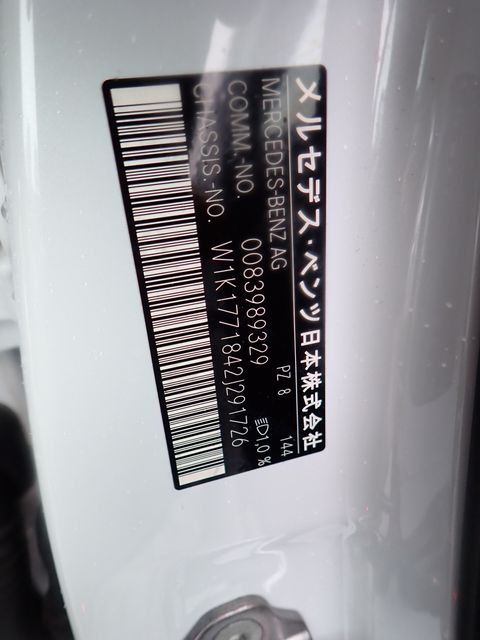 メルセデス・ベンツ日本株式会社
MERCEDES-BENZ AG PZ 8 144
COMM.-NO. 0083989329 1,0 %
CHASSIS.-NO. W1K1771842J291726